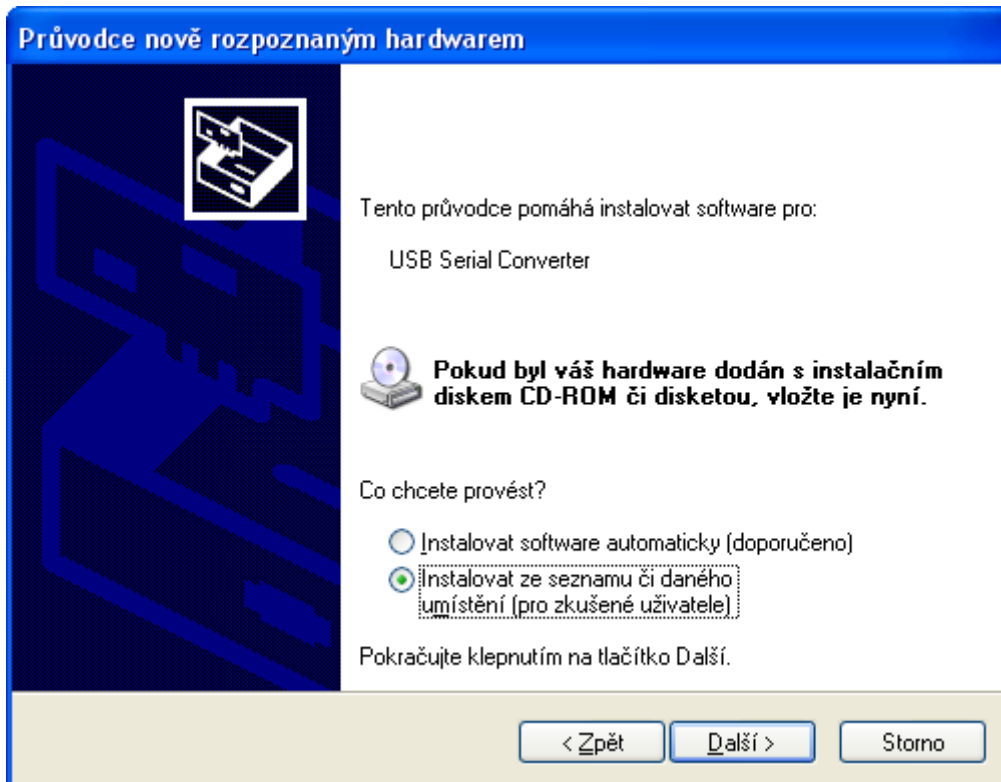 Průvodce nově rozpoznaným hardwarem
Tento průvodce pomáhá instalovat software pro:
USB Serial Converter
Pokud byl váš hardware dodán s instalačním
diskem CD-ROM či disketou, vložte je nyní.
Co chcete provést?
Instalovat software automaticky (doporučeno)
Instalovat ze seznamu či daného
umístění (pro zkušené uživatele)
Pokračujte klepnutím na tlačítko Další.
< Zpět
Další >
Storno